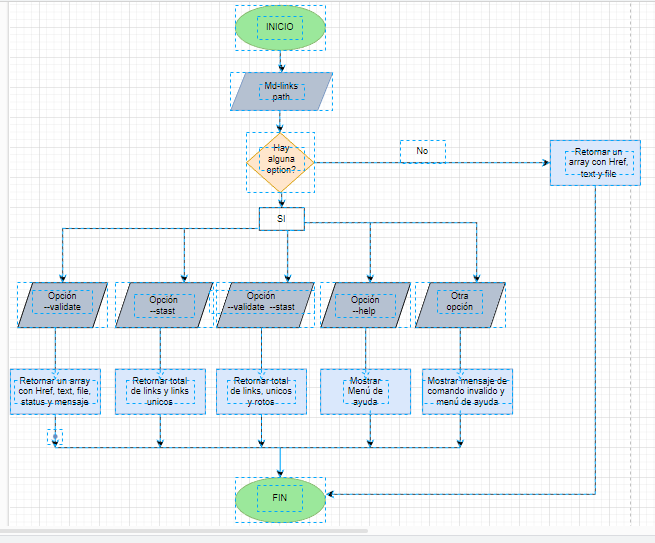 INICIO
Md-links
path.
Hay
alguna
option?
No
Retornar un
array con Href,
text y file
SI
Opción
--validate
Opción
--stast
Opción
--validate --stast
Opción
--help
Otra
opción
Retornar un array
con Href, text, file,
status y mensaje
Retornar total
de links y links
unicos
Retornar total
de links, unicos
y rotos
Mostrar
Menú de
ayuda
Mostrar mensaje de
comando invalido y
menú de ayuda
FIN